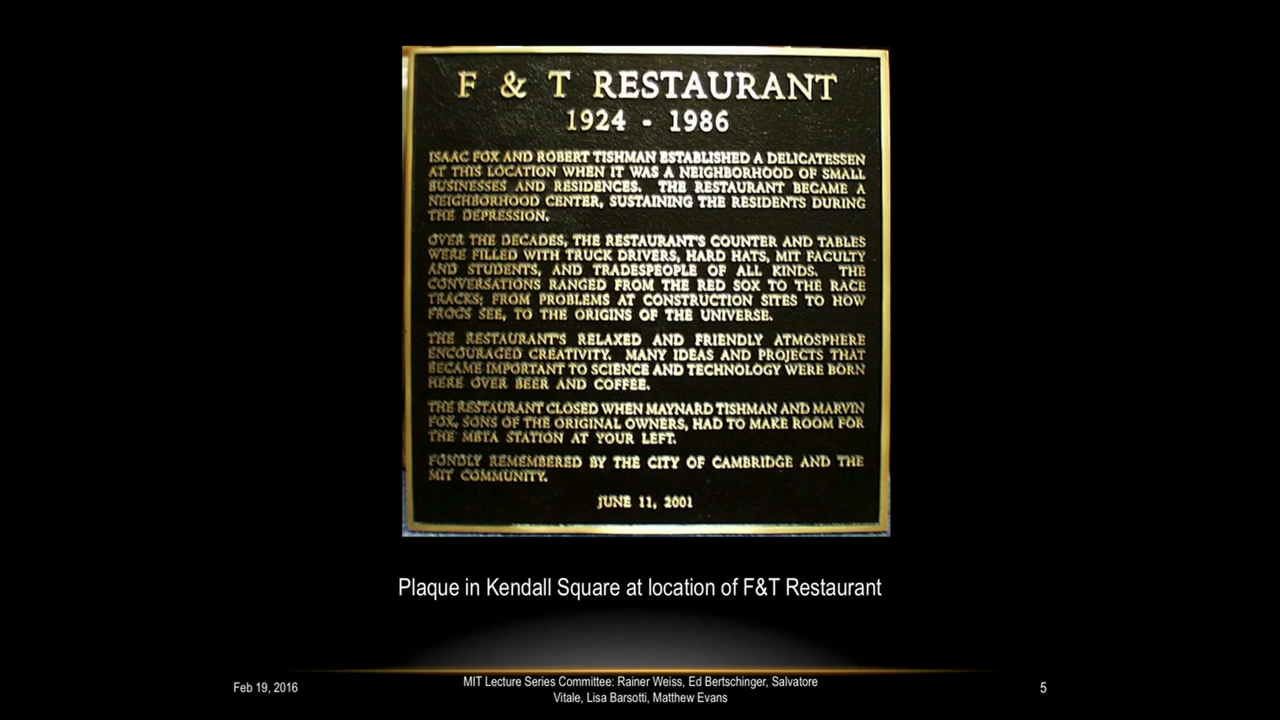 F & T RESTAURANT
1924 - 1986
ISAAC FOX AND ROBERT TISHMAN ESTABLISHED A DELICATESSEN
AT THIS LOCATION WHEN IT WAS A NEIGHBORHOOD OF SMALL
BUSINESSES AND RESIDENCES. THE RESTAURANT BECAME A
NEIGHBORHOOD CENTER, SUSTAINING THE RESIDENTS DURING
THE DEPRESSION.
OVER THE DECADES, THE RESTAURANT'S COUNTER AND TABLES
WERE FILLED WITH TRUCK DRIVERS, HARD HATS, MIT FACULTY
AND STUDENTS, AND TRADESPEOPLE OF ALL KINDS. THE
CONVERSATIONS RANGED FROM THE RED SOX TO THE RACE
TRACKS; FROM PROBLEMS AT CONSTRUCTION SITES TO HOW
FROGS SEE, TO THE ORIGINS OF THE UNIVERSE.
THE RESTAURANT'S RELAXED AND FRIENDLY ATMOSPHERE
ENCOURAGED CREATIVITY. MANY IDEAS AND PROJECTS THAT
BECAME IMPORTANT TO SCIENCE AND TECHNOLOGY WERE BORN
HERE OVER BEER AND COFFEE.
THE RESTAURANT CLOSED WHEN MAYNARD TISHMAN AND MARVIN
FOX, SONS OF THE ORIGINAL OWNERS, HAD TO MAKE ROOM FOR
THE MBTA STATION AT YOUR LEFT.
FONDLY REMEMBERED BY THE CITY OF CAMBRIDGE AND THE
MIT COMMUNITY.
JUNE 11, 2001
Plaque in Kendall Square at location of F&T Restaurant
Feb 19, 2016
MIT Lecture Series Committee: Rainer Weiss, Ed Bertschinger, Salvatore
Vitale, Lisa Barsotti, Matthew Evans
5